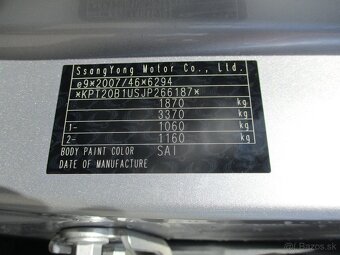 SsangYong Motor Co., Ltd.
e9*2007/46*6294
*KPT20B1USJP266187*
1870 kg
3370 kg
1- 1060 kg
2- 1160 kg
BODY PAINT COLOR SAI
DATE OF MANUFACTURE
© Bazos.sk